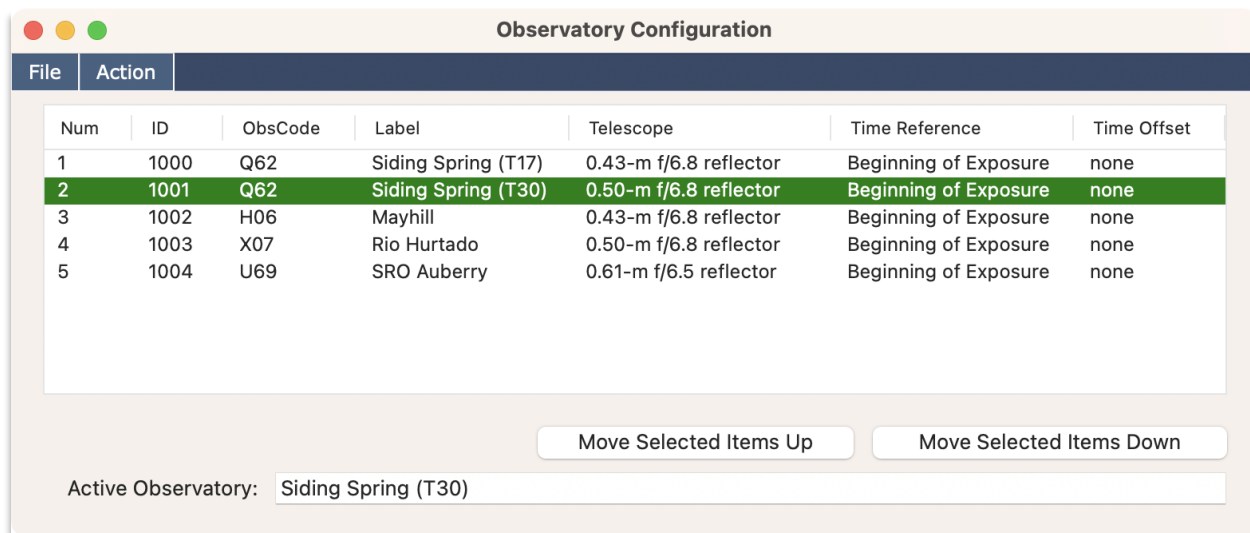 Observatory Configuration
File Action
Num ID ObsCode Label Telescope Time Reference Time Offset
1 1000 Q62 Siding Spring (T17) 0.43-m f/6.8 reflector Beginning of Exposure none
2 1001 Q62 Siding Spring (T30) 0.50-m f/6.8 reflector Beginning of Exposure none
3 1002 H06 Mayhill 0.43-m f/6.8 reflector Beginning of Exposure none
4 1003 X07 Rio Hurtado 0.50-m f/6.8 reflector Beginning of Exposure none
5 1004 U69 SRO Auberry 0.61-m f/6.5 reflector Beginning of Exposure none
Move Selected Items Up Move Selected Items Down
Active Observatory: Siding Spring (T30)